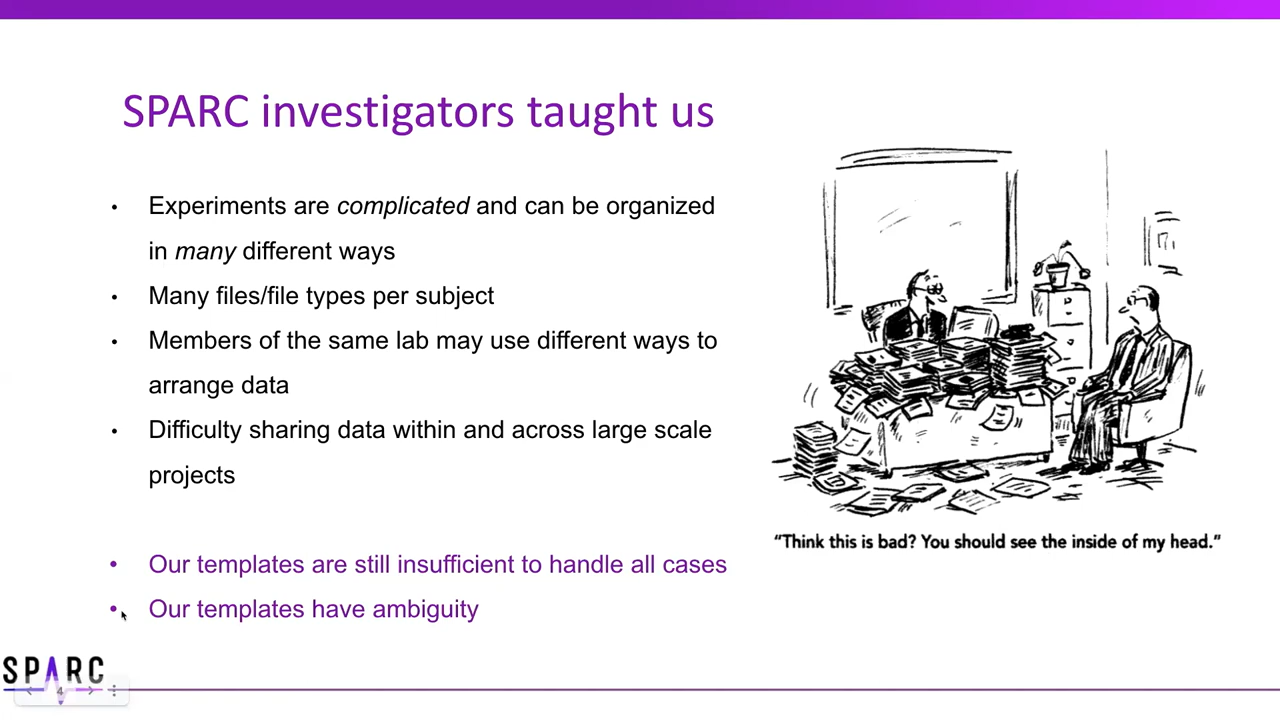 SPARC investigators taught us
• Experiments are complicated and can be organized
in many different ways
• Many files/file types per subject
• Members of the same lab may use different ways to
arrange data
• Difficulty sharing data within and across large scale
projects
• Our templates are still insufficient to handle all cases
• Our templates have ambiguity
“Think this is bad? You should see the inside of my head.”
SPARC
4